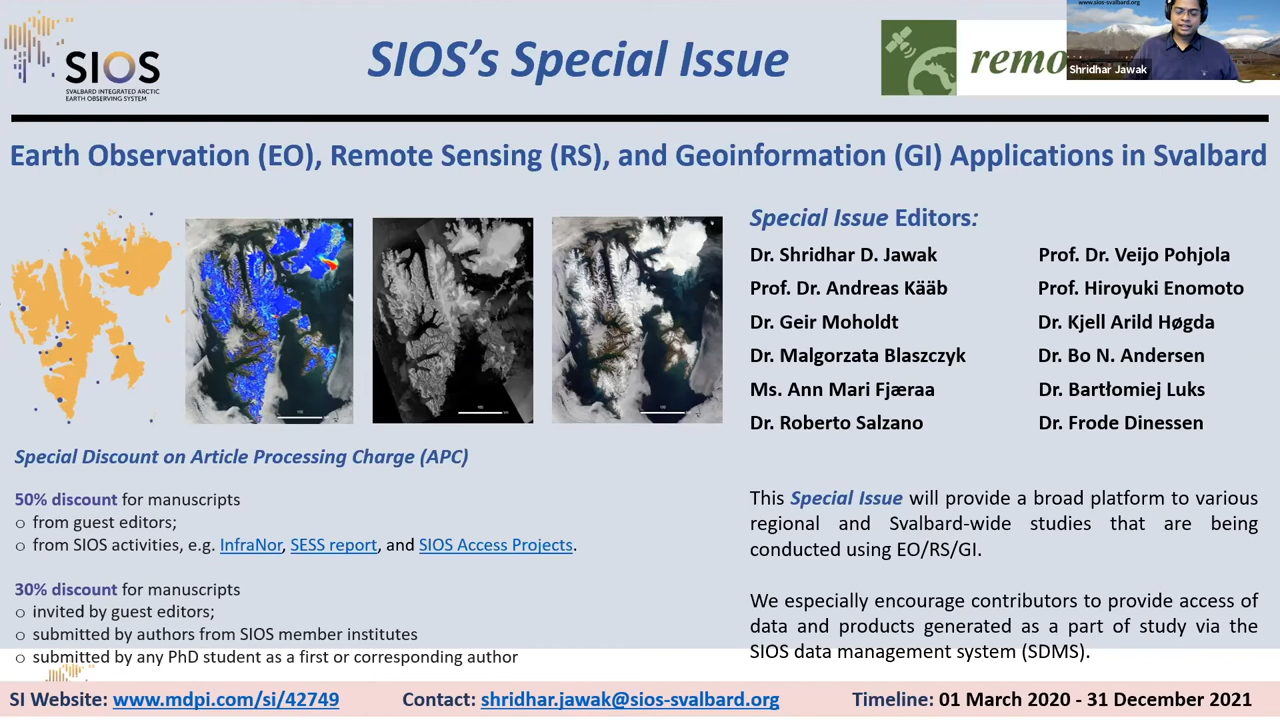 www.sios-svalbard.org
SIOS
SVALBARD INTEGRATED ARCTIC
EARTH OBSERVING SYSTEM
SIOS's Special Issue
Shridhar Jawak
Earth Observation (EO), Remote Sensing (RS), and Geoinformation (GI) Applications in Svalbard
Special Issue Editors:
Dr. Shridhar D. Jawak
Prof. Dr. Andreas Kääb
Dr. Geir Moholdt
Dr. Malgorzata Blaszczyk
Ms. Ann Mari Fjæraa
Dr. Roberto Salzano
Prof. Dr. Veijo Pohjola
Prof. Hiroyuki Enomoto
Dr. Kjell Arild Høgda
Dr. Bo N. Andersen
Dr. Bartłomiej Luks
Dr. Frode Dinessen
Special Discount on Article Processing Charge (APC)
50% discount for manuscripts
o from guest editors;
o from SIOS activities, e.g. InfraNor, SESS report, and SIOS Access Projects.
30% discount for manuscripts
o invited by guest editors;
o submitted by authors from SIOS member institutes
o submitted by any PhD student as a first or corresponding author
This Special Issue will provide a broad platform to various
regional and Svalbard-wide studies that are being
conducted using EO/RS/GI.
We especially encourage contributors to provide access of
data and products generated as a part of study via the
SIOS data management system (SDMS).
SI Website: www.mdpi.com/si/42749
Contact: shridhar.jawak@sios-svalbard.org
Timeline: 01 March 2020 - 31 December 2021